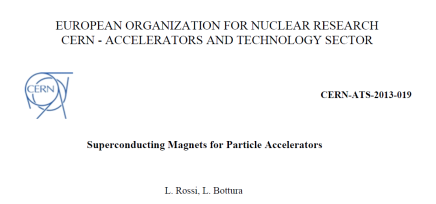 EUROPEAN ORGANIZATION FOR NUCLEAR RESEARCH
CERN - ACCELERATORS AND TECHNOLOGY SECTOR
CERN
CERN-ATS-2013-019
Superconducting Magnets for Particle Accelerators
L. Rossi, L. Bottura